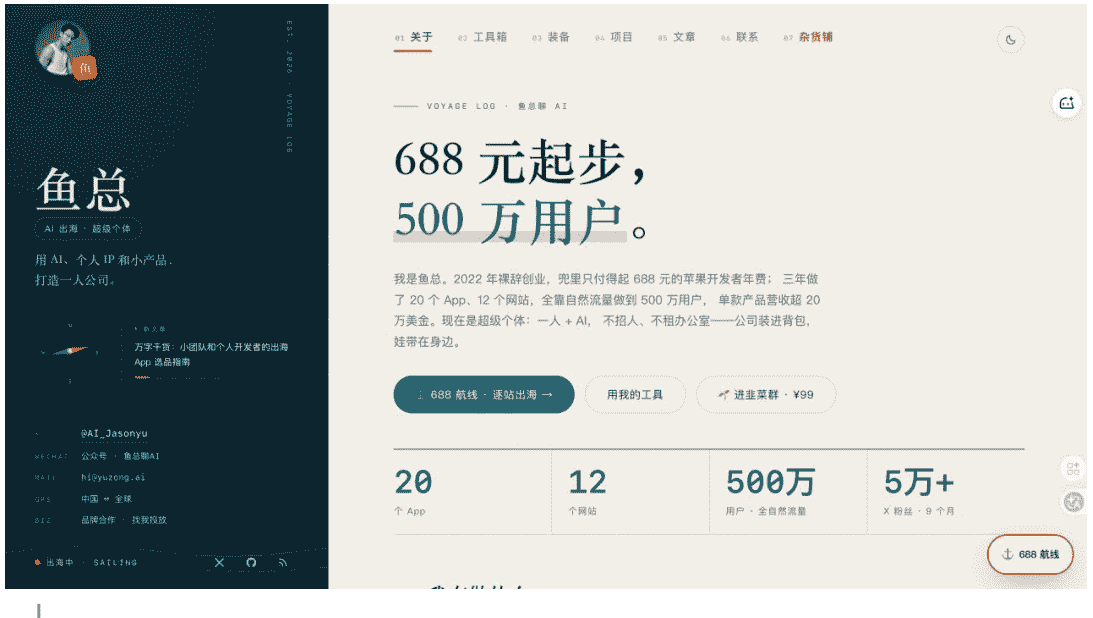 鱼
EST. 2026 · VOYAGE LOG
鱼总
AI 出海 · 超级个体
用 AI、个人 IP 和小产品，
打造一人公司。
新文章
万字干货：小团队和个人开发者的出海
App 选品指南
@AI_Jasonyu
WECHAT 公众号 · 鱼总聊AI
MAIL hi@yuzong.ai
GPS 中国 ↔ 全球
BIZ 品牌合作 · 找我投放
出海中 · SAILING
01 关于 02 工具箱 03 装备 04 项目 05 文章 06 联系 07 杂货铺
VOYAGE LOG · 鱼总聊 AI
688 元起步，
500 万用户。
我是鱼总。2022 年裸辞创业，兜里只付得起 688 元的苹果开发者年费； 三年做
了 20 个 App、12 个网站，全靠自然流量做到 500 万用户， 单款产品营收超 20
万美金。现在是超级个体：一人 + AI， 不招人、不租办公室——公司装进背包，
娃带在身边。
688 航线 · 逐站出海 →
用我的工具
进韭菜群 · ¥99
20
个 App
12
个网站
500万
用户 · 全自然流量
5万+
X 粉丝 · 9 个月
688 航线